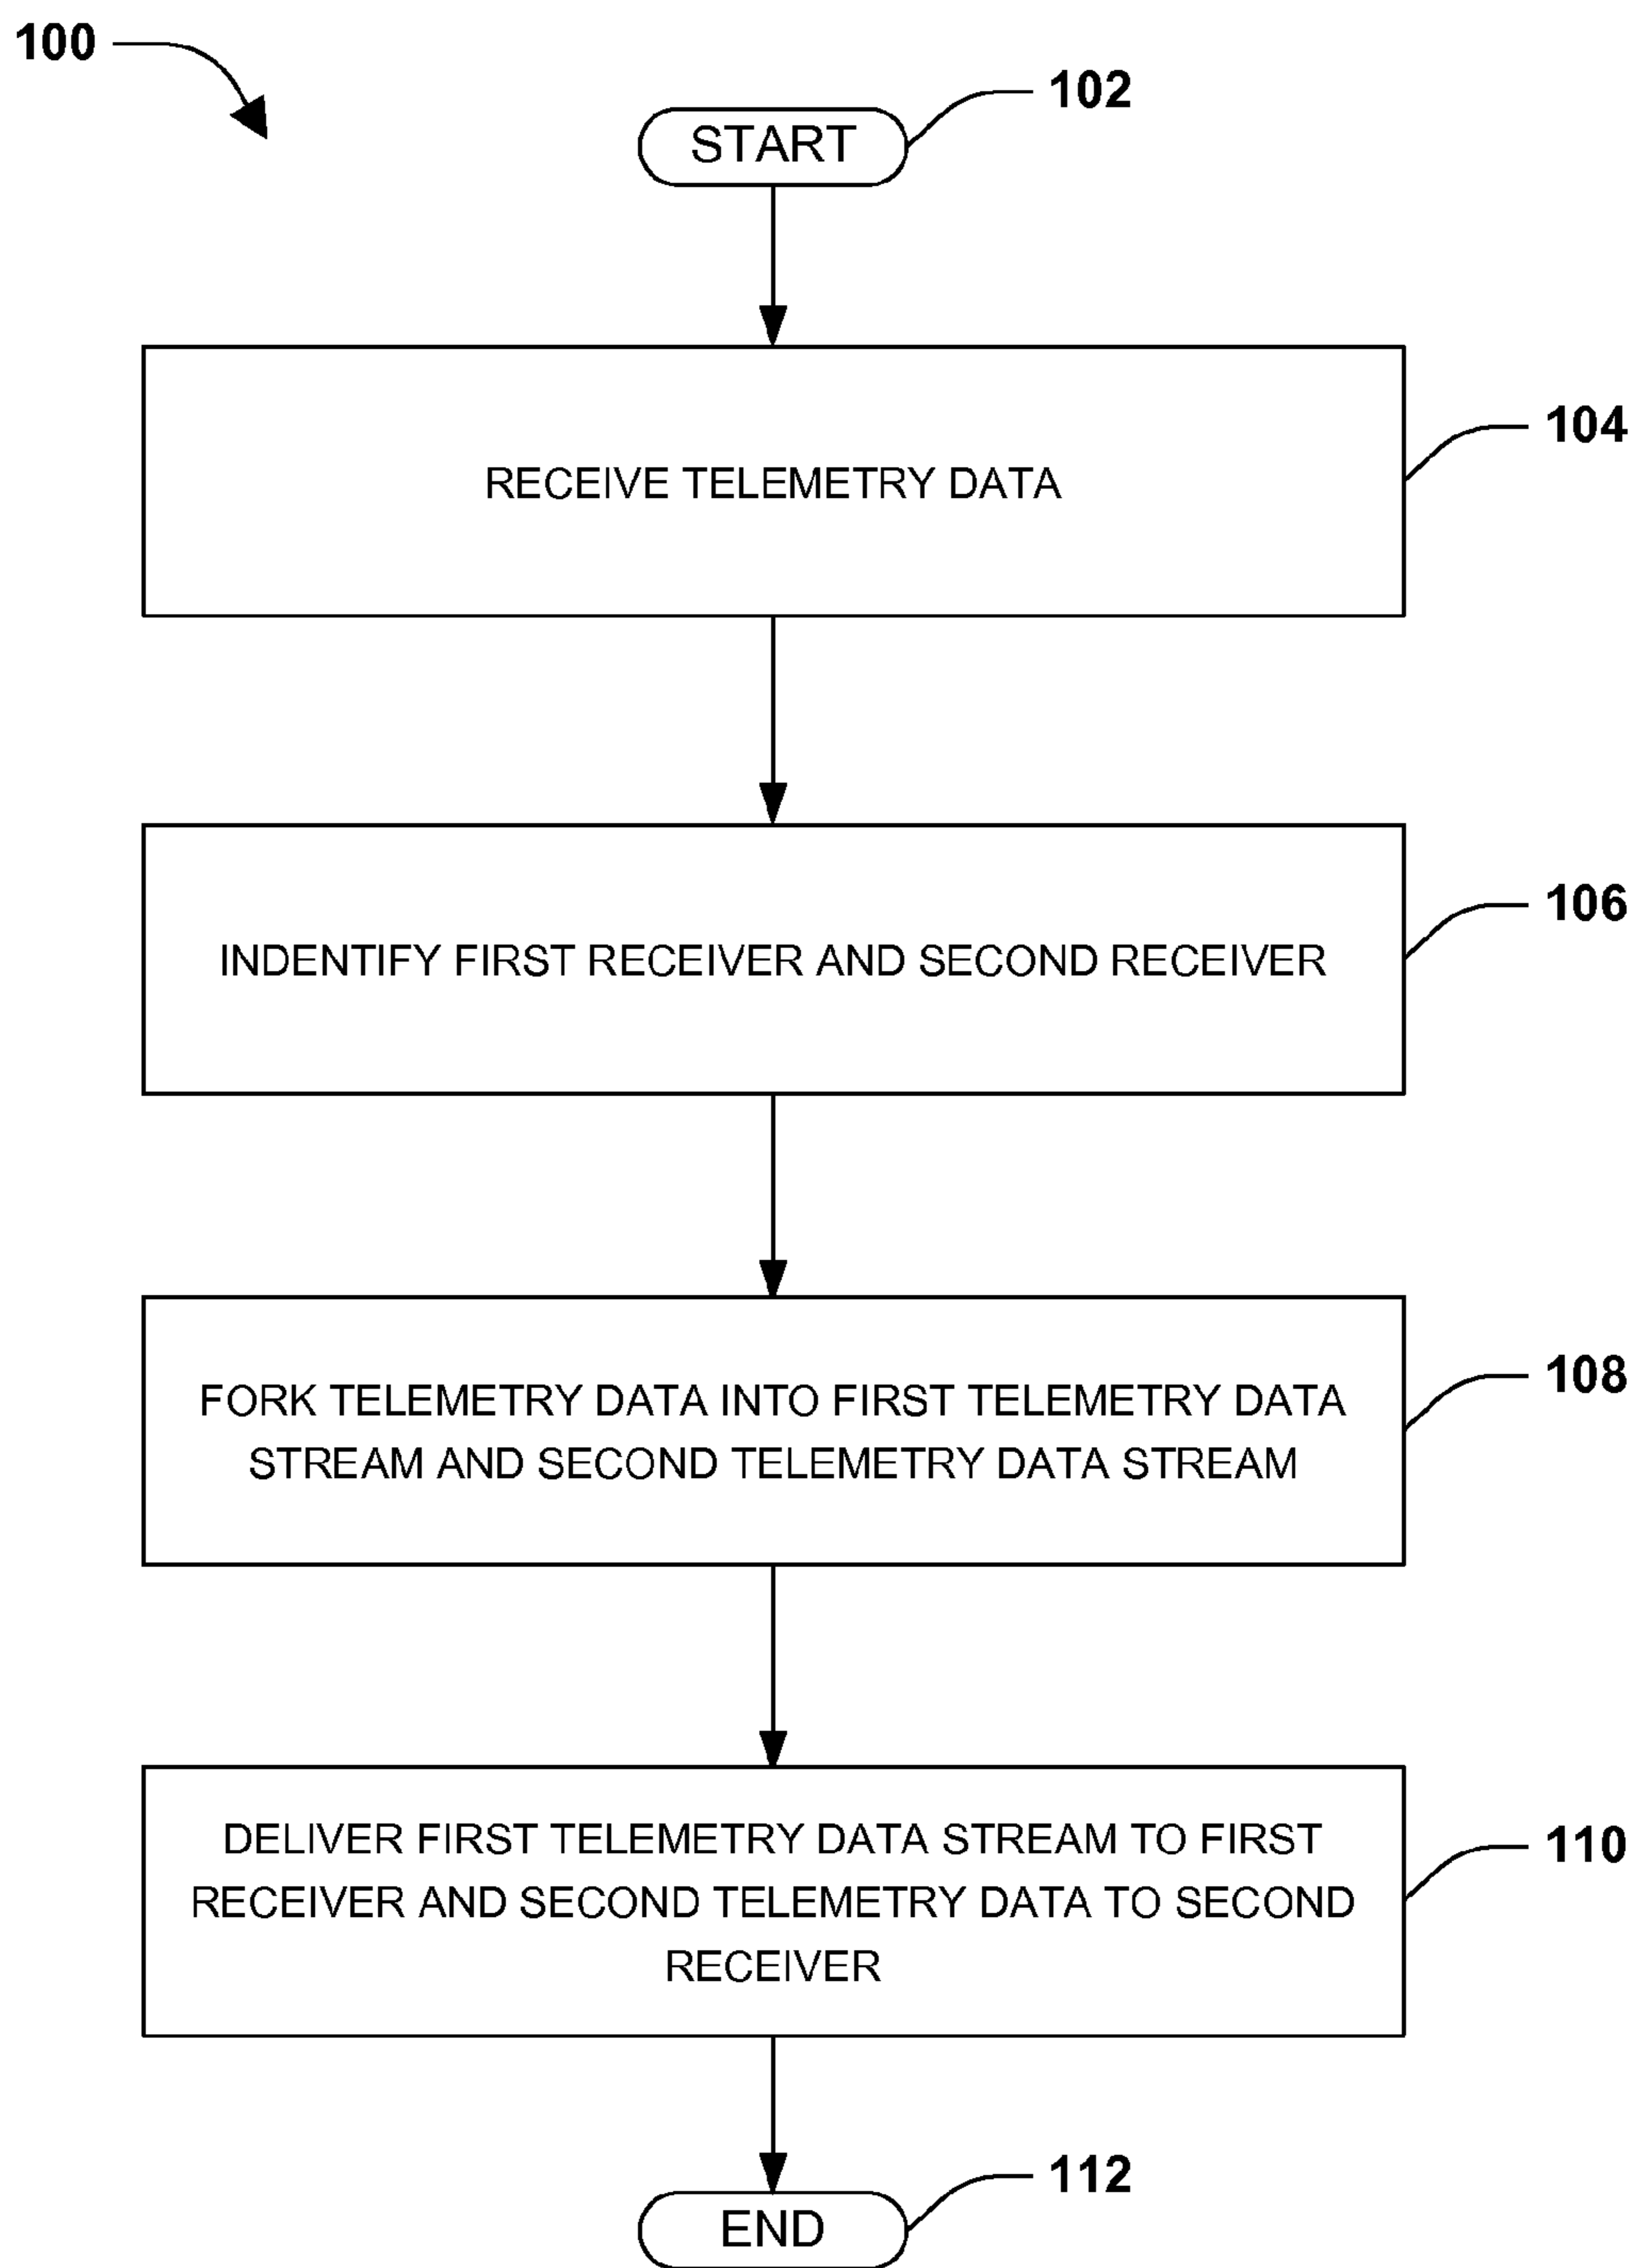 100
102
START
104
RECEIVE TELEMETRY DATA
106
INDENTIFY FIRST RECEIVER AND SECOND RECEIVER
108
FORK TELEMETRY DATA INTO FIRST TELEMETRY DATA
STREAM AND SECOND TELEMETRY DATA STREAM
110
DELIVER FIRST TELEMETRY DATA STREAM TO FIRST
RECEIVER AND SECOND TELEMETRY DATA TO SECOND
RECEIVER
112
END